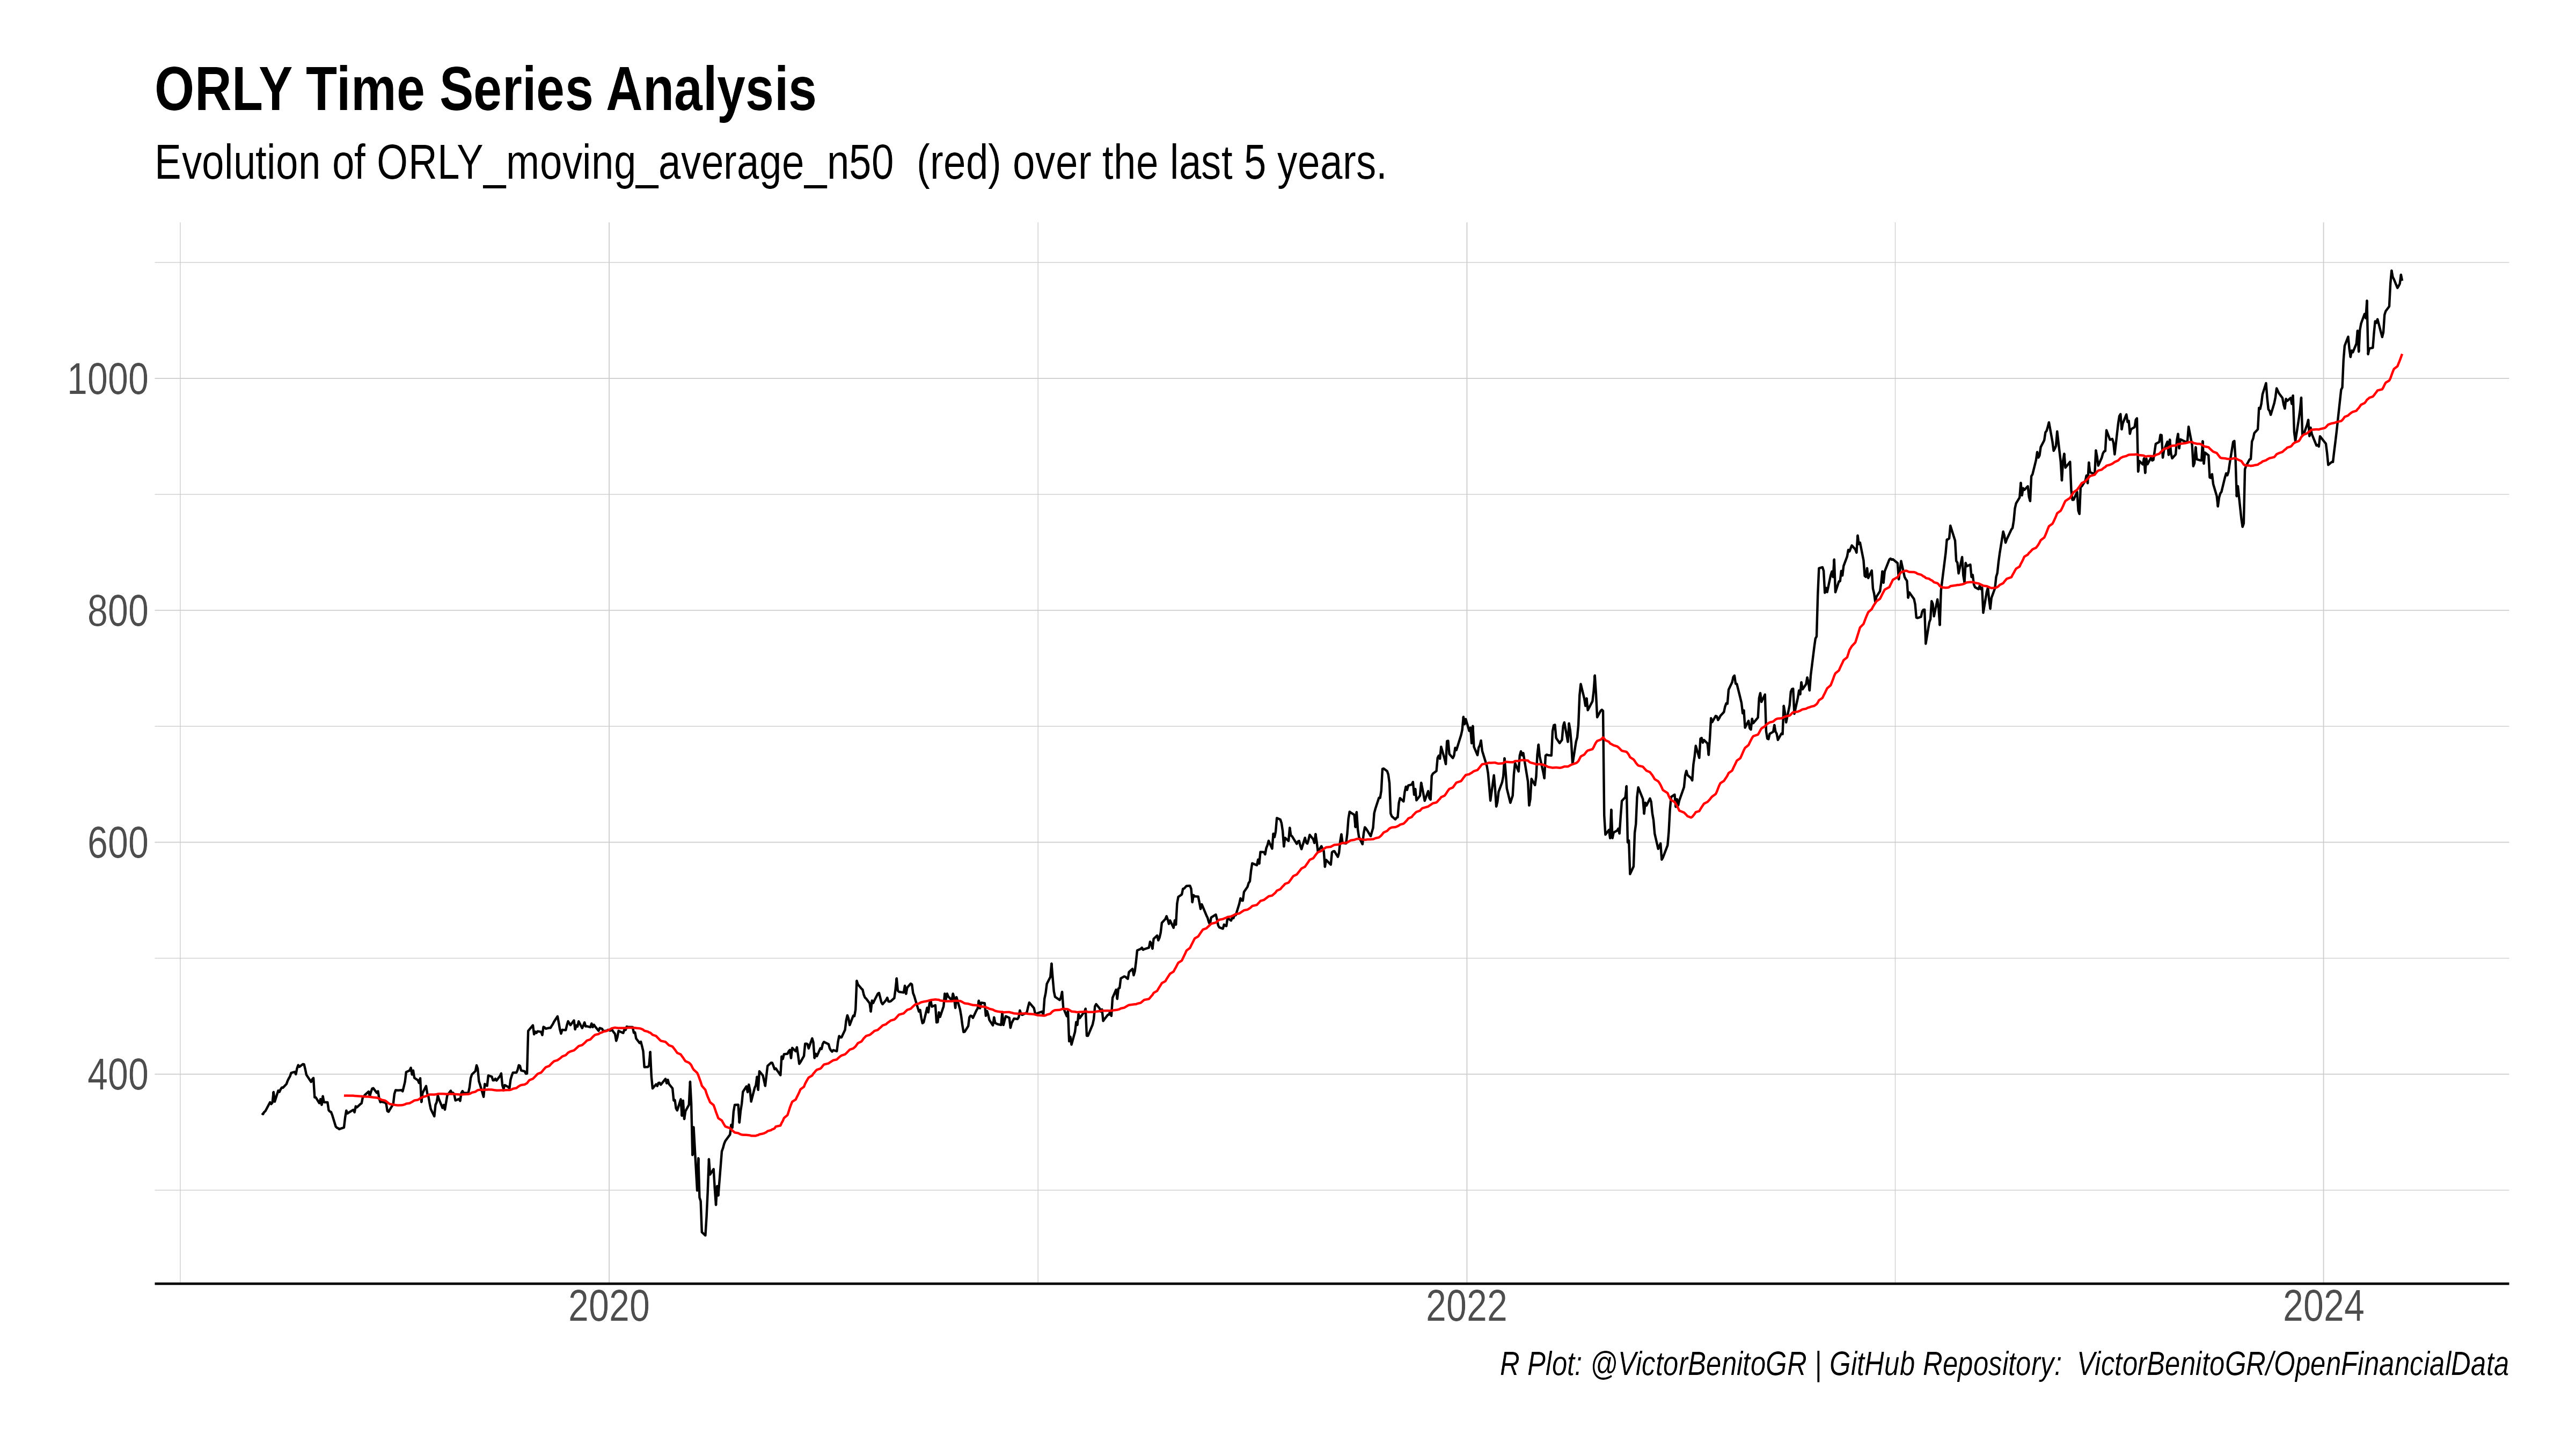 ORLY Time Series Analysis
Evolution of ORLY_moving_average_n50  (red) over the last 5 years.
1000
800
600
400
2020 2022 2024
R Plot: @VictorBenitoGR | GitHub Repository:  VictorBenitoGR/OpenFinancialData